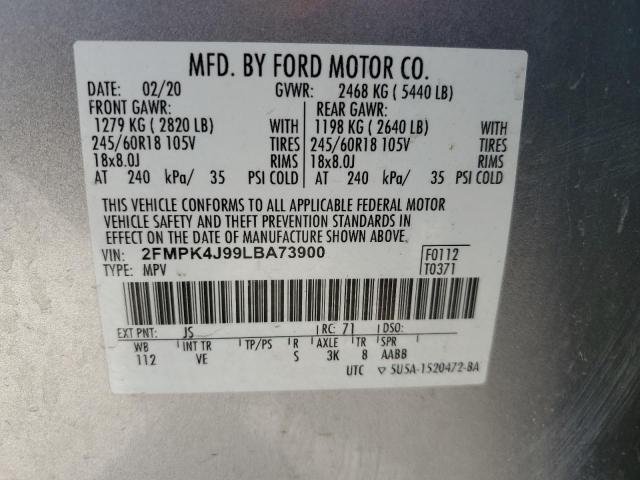 MFD. BY FORD MOTOR CO.
DATE: 02/20 GVWR: 2468 KG ( 5440 LB)
FRONT GAWR: REAR GAWR:
1279 KG ( 2820 LB) WITH 1198 KG ( 2640 LB) WITH
245/60R18 105V TIRES 245/60R18 105V TIRES
18x8.0J RIMS 18x8.0J RIMS
AT 240 kPa/ 35 PSI COLD AT 240 kPa/ 35 PSI COLD
THIS VEHICLE CONFORMS TO ALL APPLICABLE FEDERAL MOTOR
VEHICLE SAFETY AND THEFT PREVENTION STANDARDS IN
EFFECT ON THE DATE OF MANUFACTURE SHOWN ABOVE.
VIN: 2FMPK4J99LBA73900 F0112
TYPE: MPV T0371
EXT PNT: JS RC: 71 DSO:
WB INT TR TP/PS R AXLE TR SPR
112 VE S 3K 8 AABB
UTC ▽ 5U5A-1520472-BA